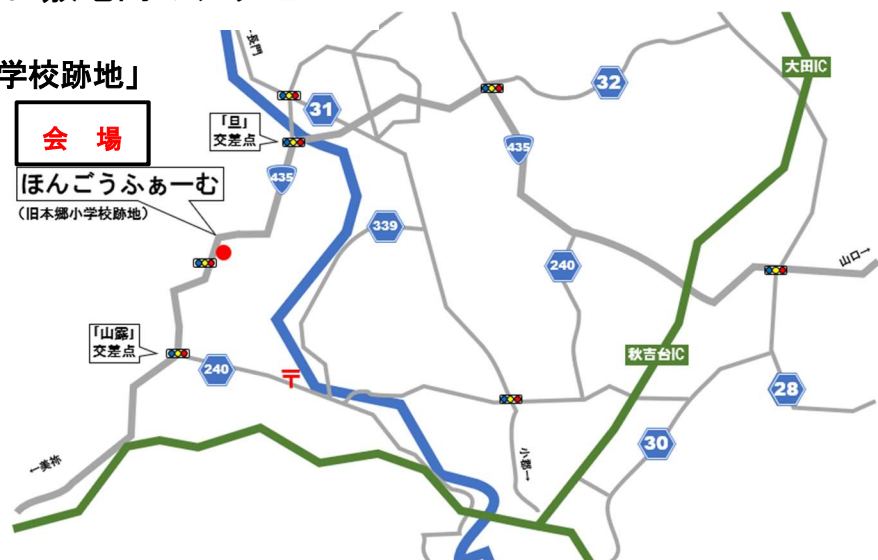 学校跡地」
会 場
ほんごうふぁーむ
（旧本郷小学校跡地）
「旦」
交差点
長門
31
435
32
435
大田IC
339
240
山口→
「山露」
交差点
240
〒
秋吉台IC
28
30
小郡→
←美祢